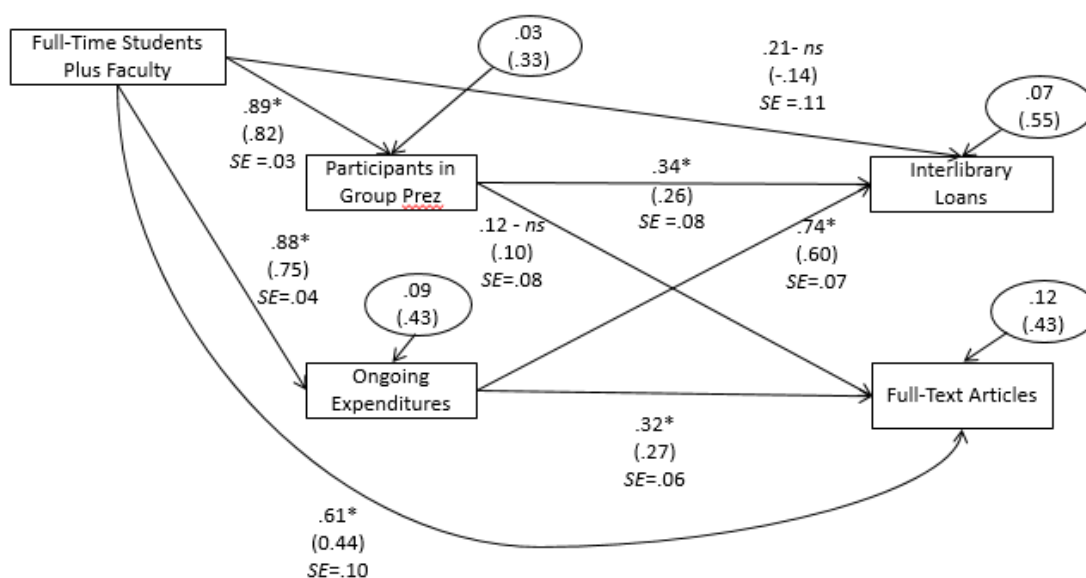 Full-Time Students
Plus Faculty
.03
(.33)
.21- ns
(-.14)
SE =.11
.07
(.55)
.89*
(.82)
SE =.03
Participants in
Group Prez
.34*
(.26)
SE =.08
Interlibrary
Loans
.12 - ns
(.10)
SE=.08
.74*
(.60)
SE=.07
.88*
(.75)
SE=.04
.09
(.43)
.12
(.43)
Ongoing
Expenditures
Full-Text Articles
.32*
(.27)
SE=.06
.61*
(0.44)
SE=.10